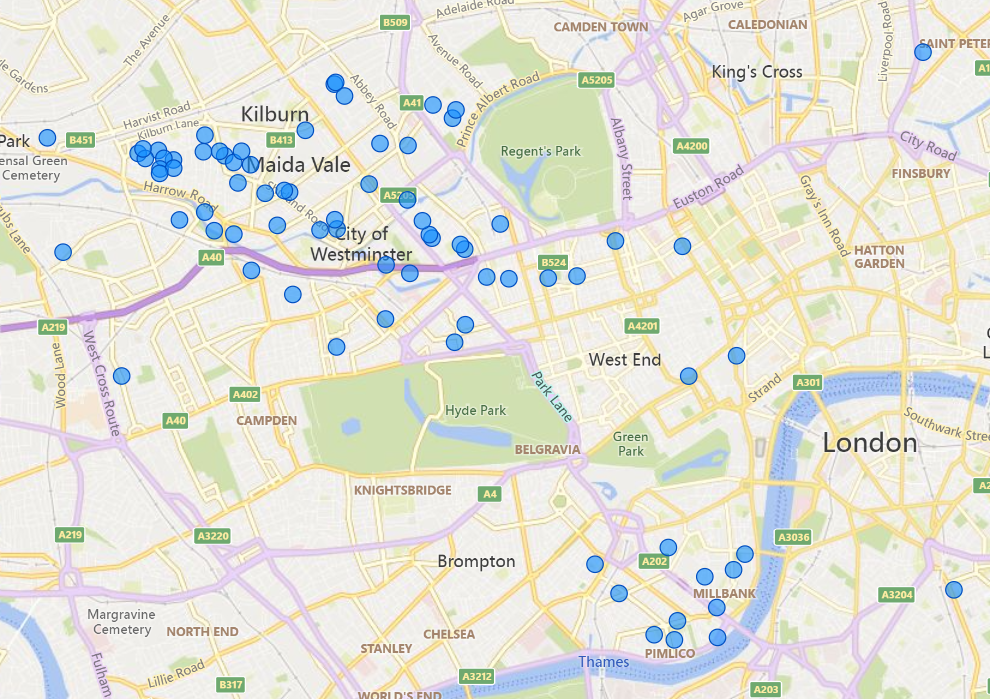 Adelaide Road
B509
CAMDEN TOWN
Agar Grove
CALEDONIAN
Liverpool Road
SAINT PETER
The Avenue
Avenue Road
King's Cross
A5205
Abbey Road
A41
Prince Albert Road
Harvist Road
Kilburn
Kilburn Lane
Park
B451
B413
Regent's Park
Albany Street
A4200
City Road
ensal Green
Cemetery
Maida Vale
Euston Road
FINSBURY
Harrow Road
Gray's Inn Road
City of
Westminster
A40
B524
HATTON
GARDEN
A219
A4201
Wood Lane
West Cross Route
West End
Park Lane
A301
Strand
A402
Hyde Park
A40
CAMPDEN
Southwark Stre
Green
Park
London
BELGRAVIA
KNIGHTSBRIDGE
A4
A219
A3220
A3036
Brompton
A202
MILLBANK
A3204
Margravine
Cemetery
NORTH END
CHELSEA
STANLEY
PIMLICO
Thames
Fulham
Lillie Road
B317
A3212
A203
WORLD'S END